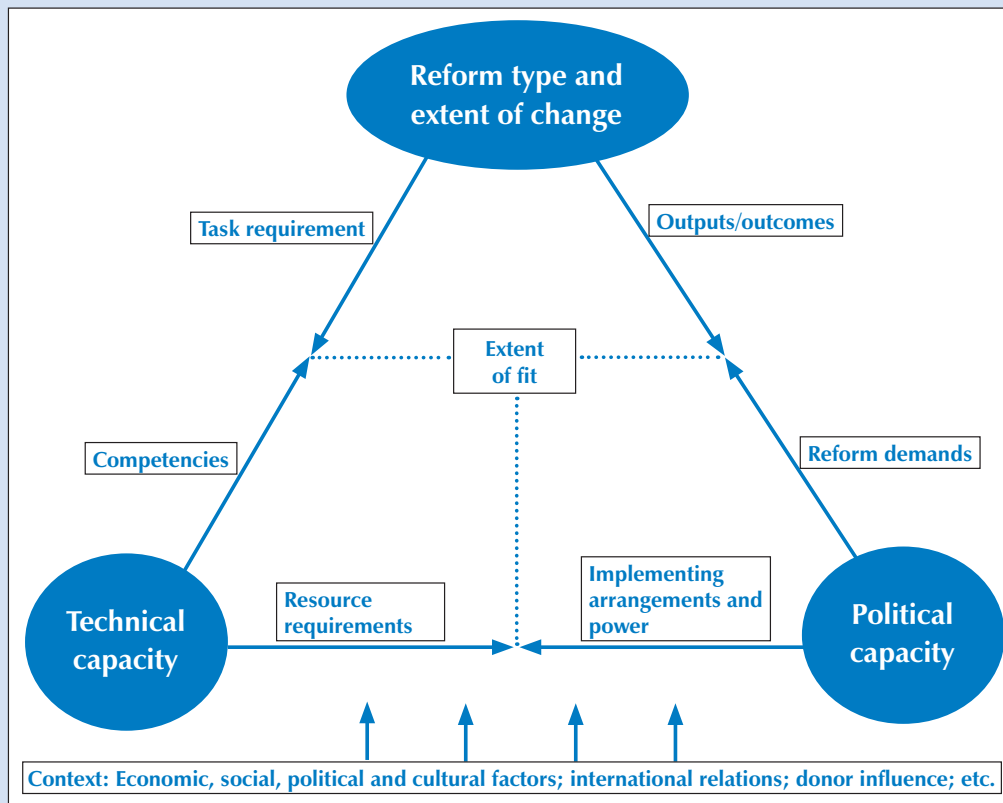 Reform type and
extent of change
Task requirement
Outputs/outcomes
Extent
of fit
Competencies
Reform demands
Technical
capacity
Resource
requirements
Implementing
arrangements and
power
Political
capacity
Context: Economic, social, political and cultural factors; international relations; donor influence; etc.